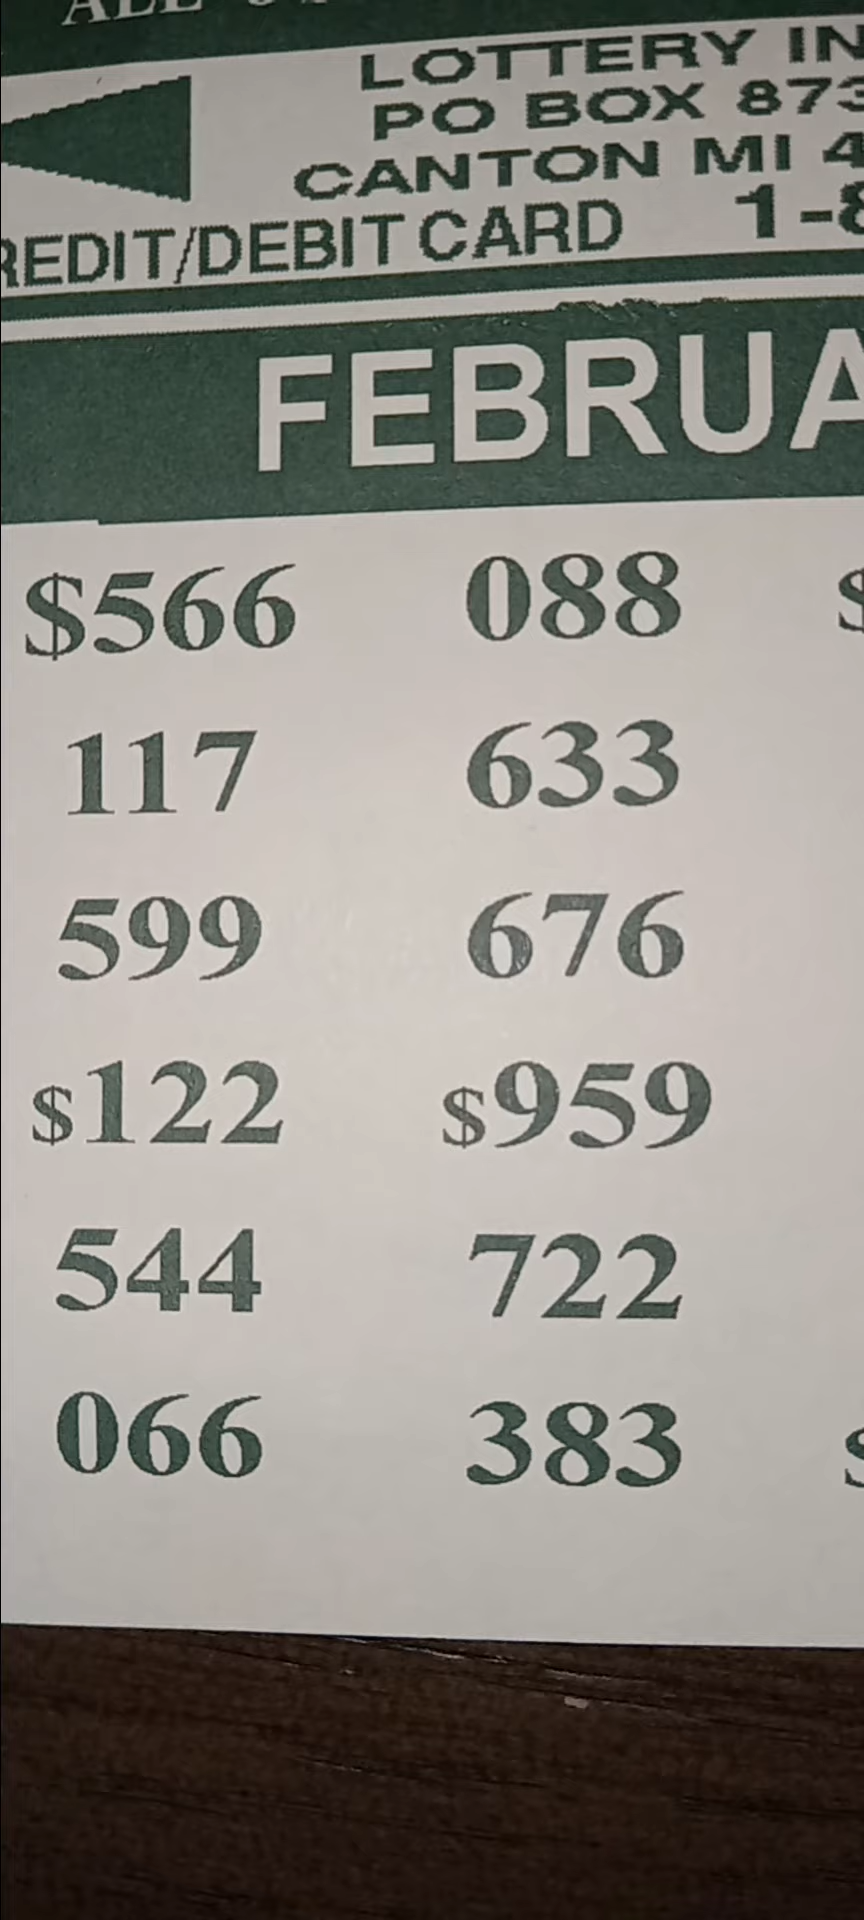 ALL
LOTTERY IN
PO BOX 873
CANTON MI 4
REDIT/DEBIT CARD 1-8
FEBRUA
$566 088 $
117 633
599 676
$122 $959
544 722
066 383 $